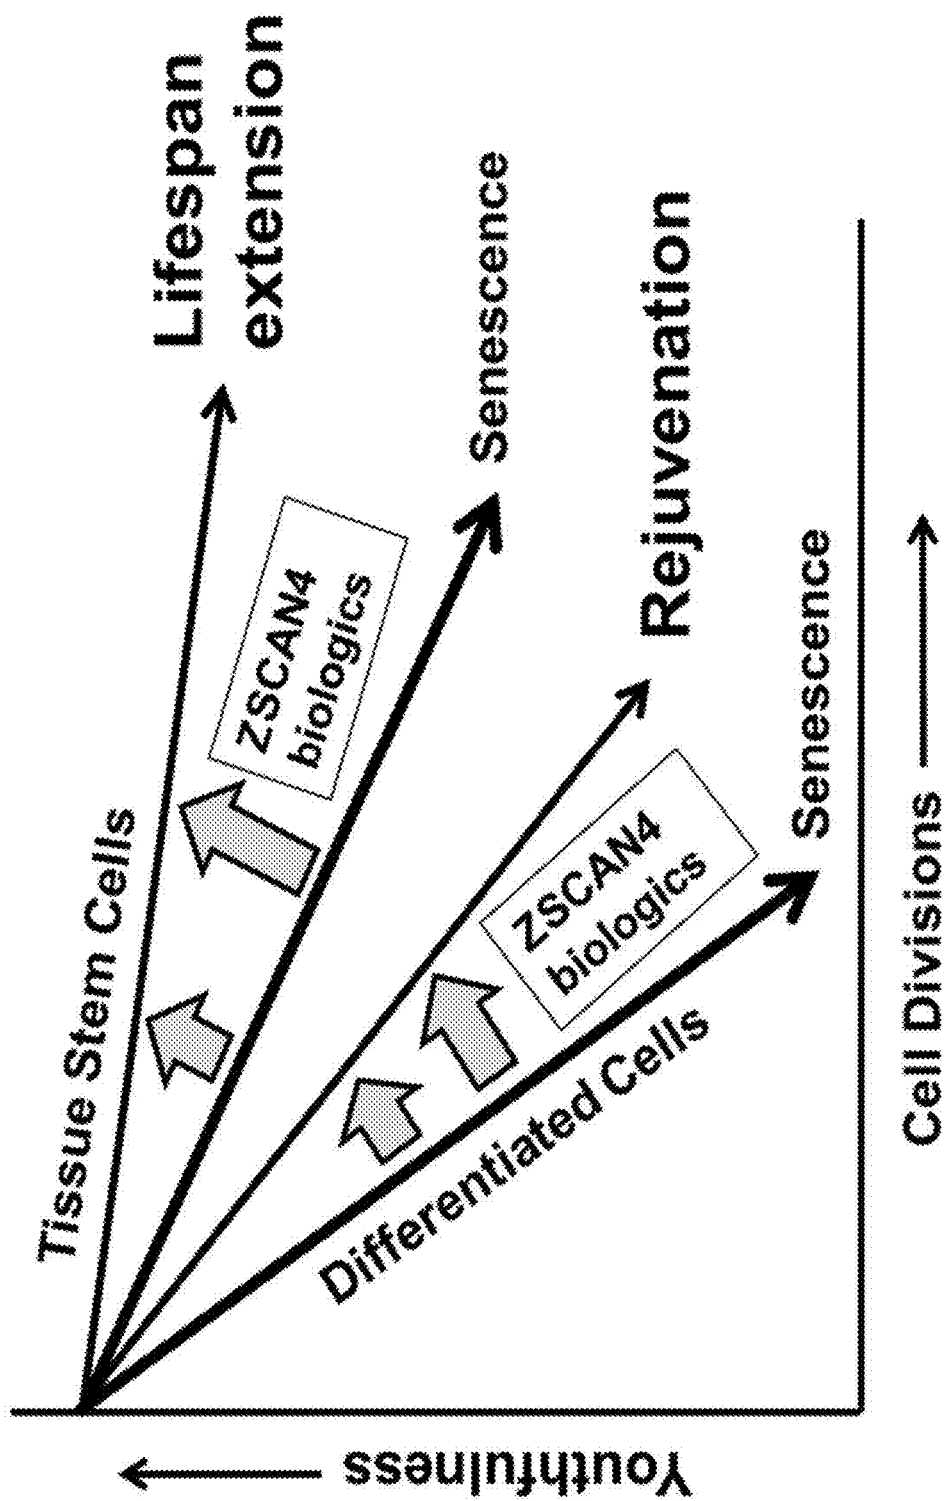 Tissue Stem Cells
Lifespan
extension
ZSCAN4
biologics
Senescence
Rejuvenation
ZSCAN4
biologics
Differentiated Cells
Senescence
Youthfulness
Cell Divisions